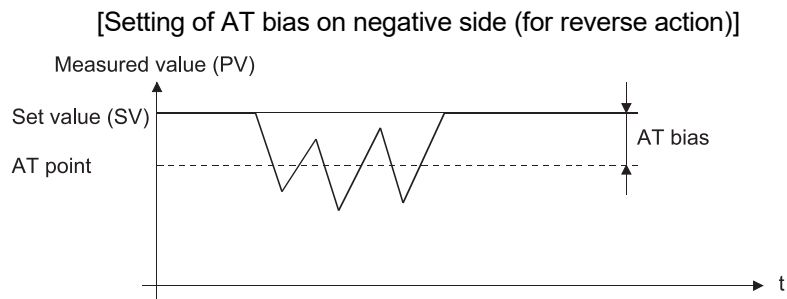 [Setting of AT bias on negative side (for reverse action)]
Measured value (PV)
Set value (SV)
AT bias
AT point
t